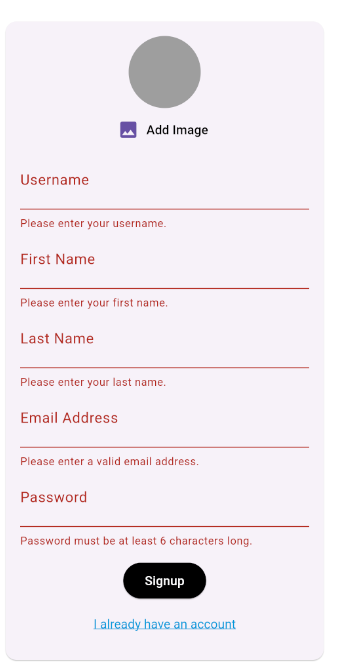 Add Image
Username
Please enter your username.
First Name
Please enter your first name.
Last Name
Please enter your last name.
Email Address
Please enter a valid email address.
Password
Password must be at least 6 characters long.
Signup
I already have an account